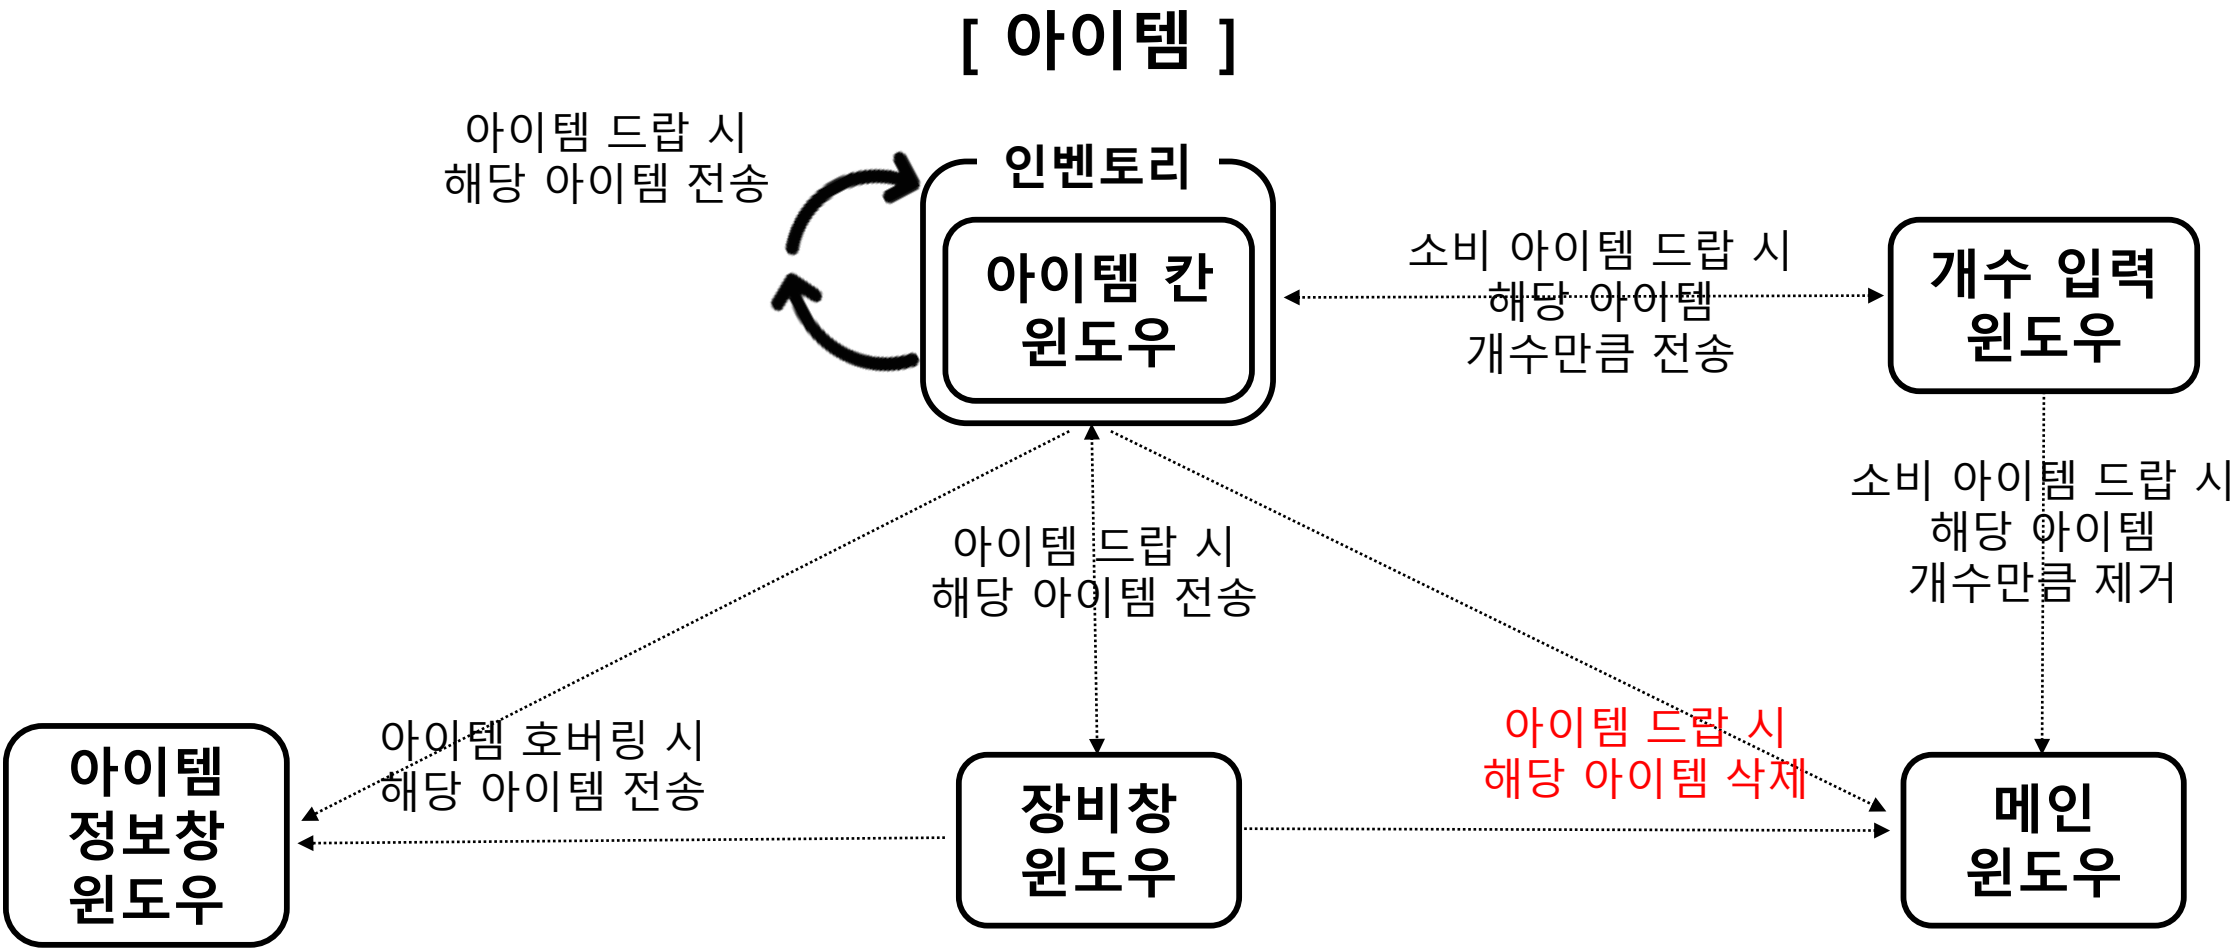 [ 아이템 ]
아이템 드랍 시
해당 아이템 전송
인벤토리
아이템 칸
윈도우
소비 아이템 드랍 시
해당 아이템
개수만큼 전송
개수 입력
윈도우
소비 아이템 드랍 시
해당 아이템
개수만큼 제거
아이템 드랍 시
해당 아이템 전송
아이템 호버링 시
해당 아이템 전송
아이템 드랍 시
해당 아이템 삭제
아이템
정보창
윈도우
장비창
윈도우
메인
윈도우